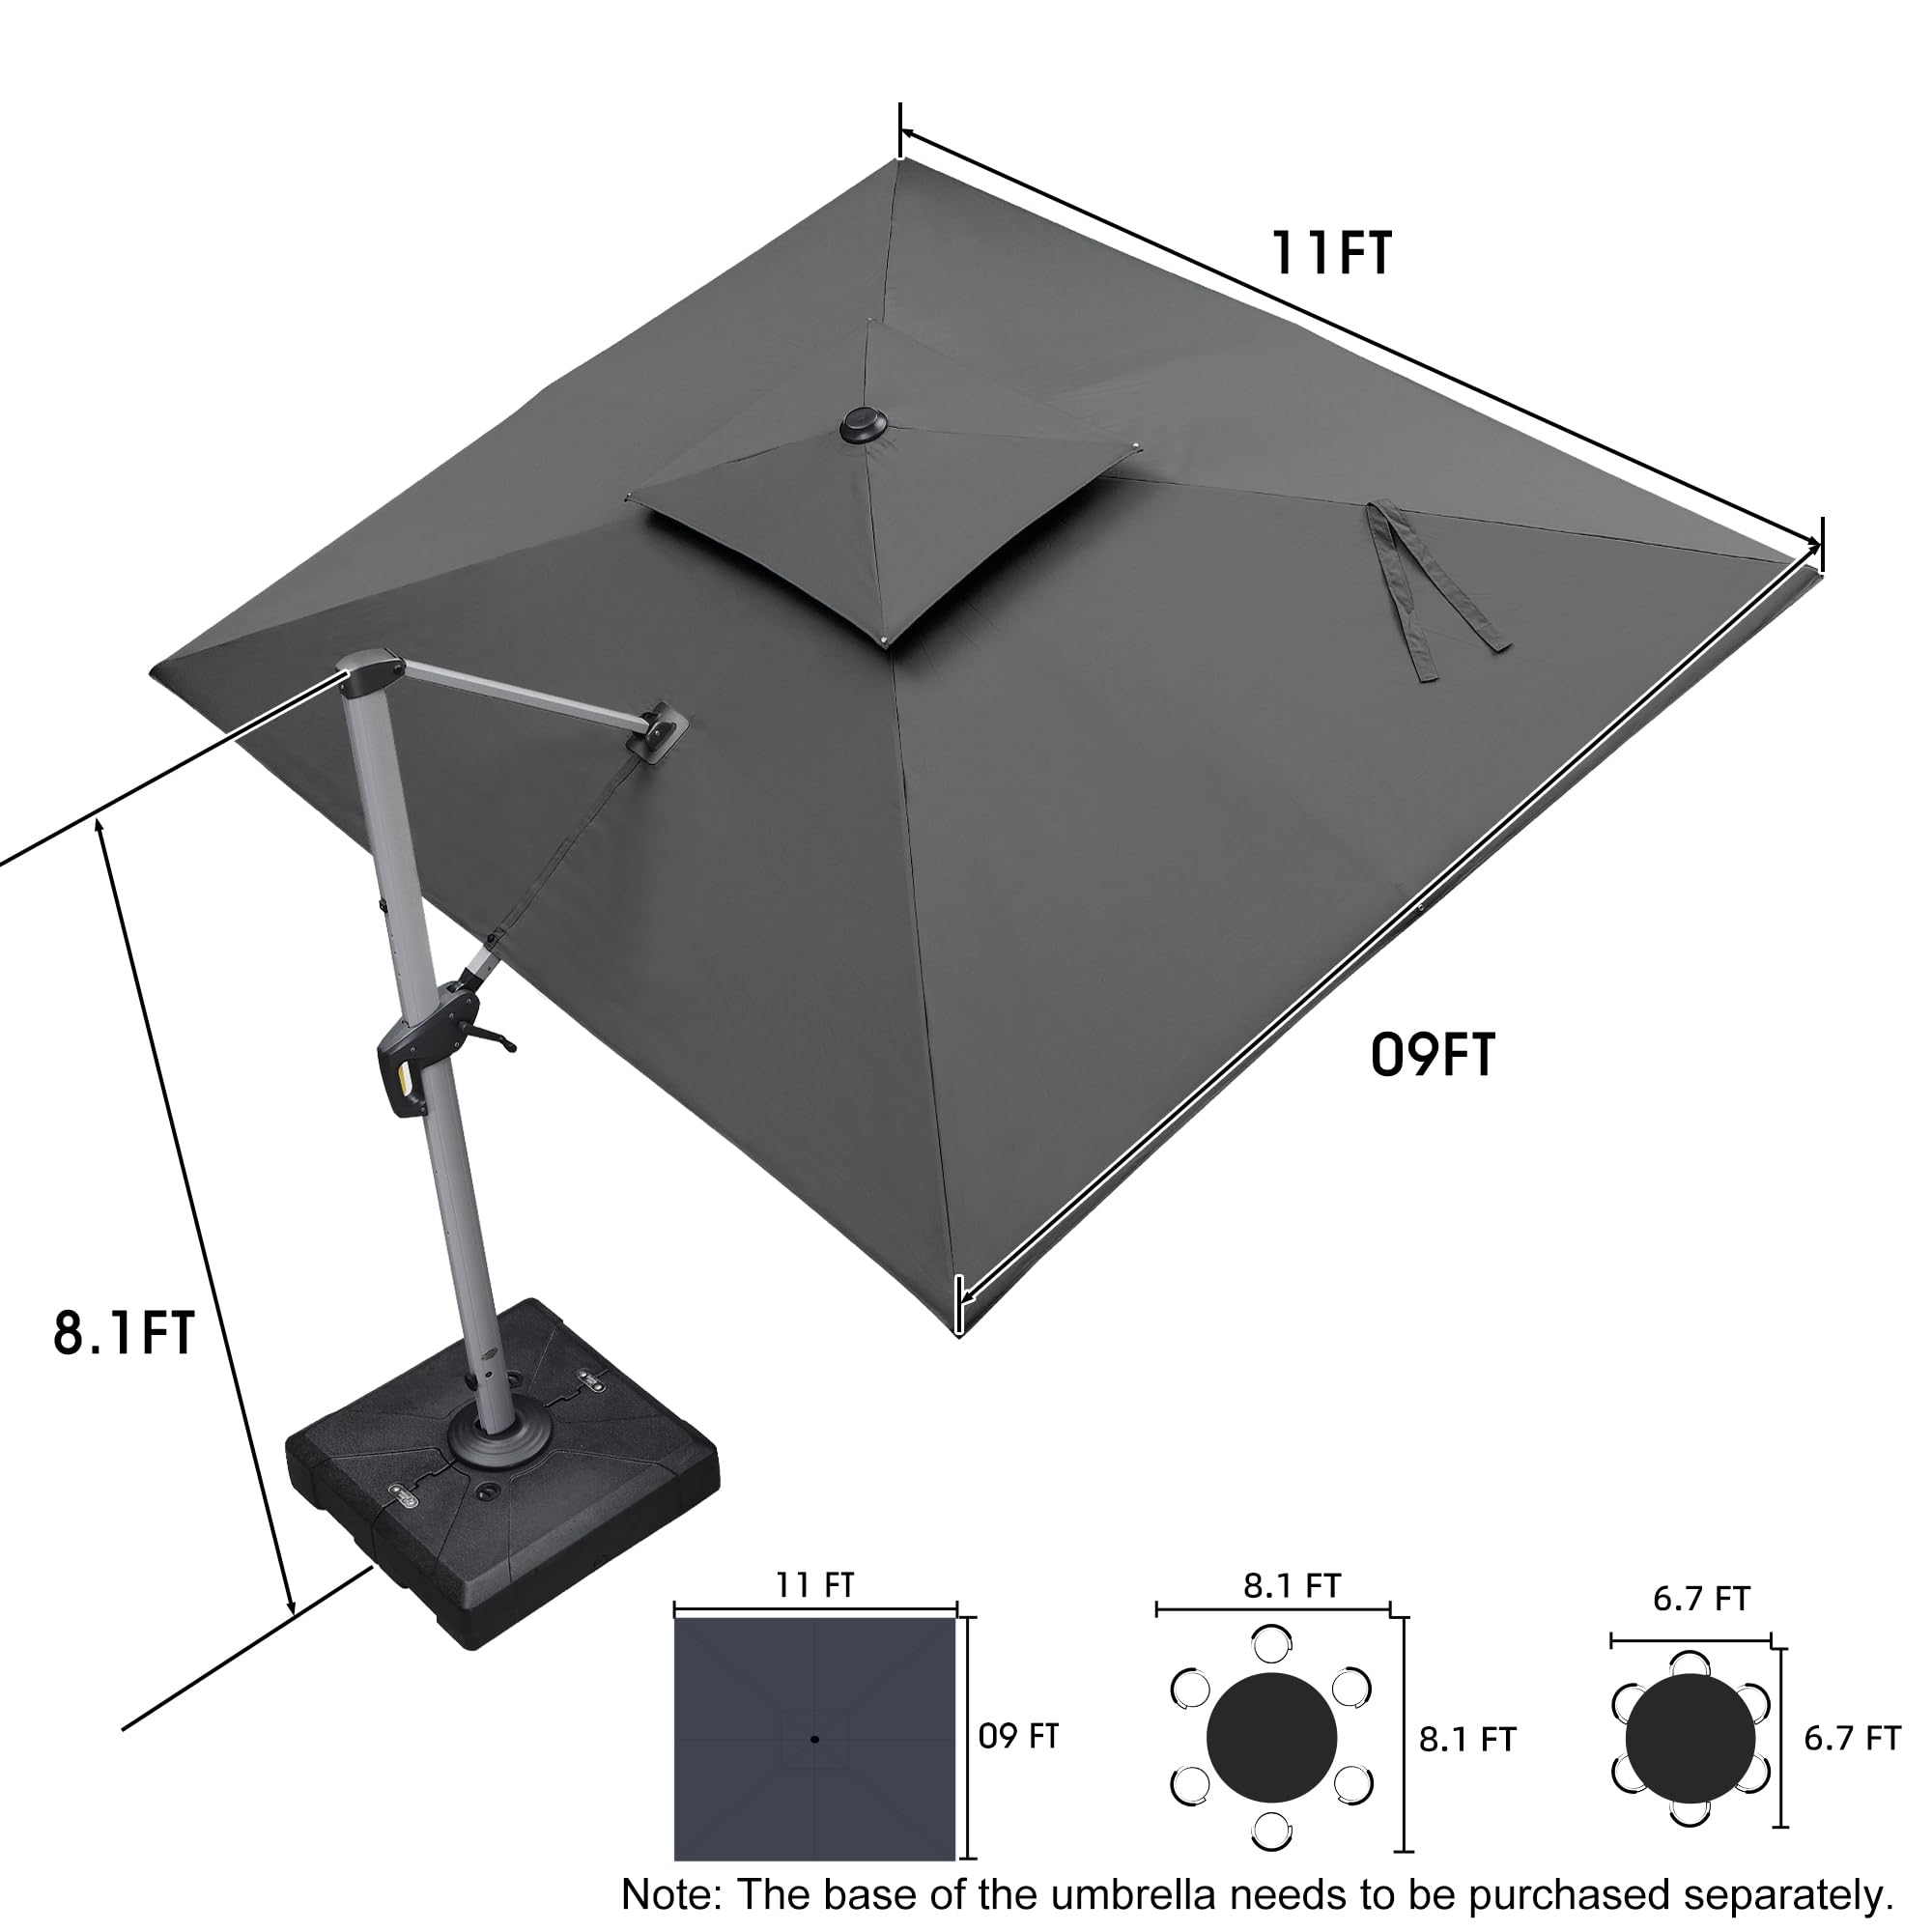 11FT
09FT
8.1FT
11 FT
09 FT
8.1 FT
8.1 FT
6.7 FT
6.7 FT
Note: The base of the umbrella needs to be purchased separately.